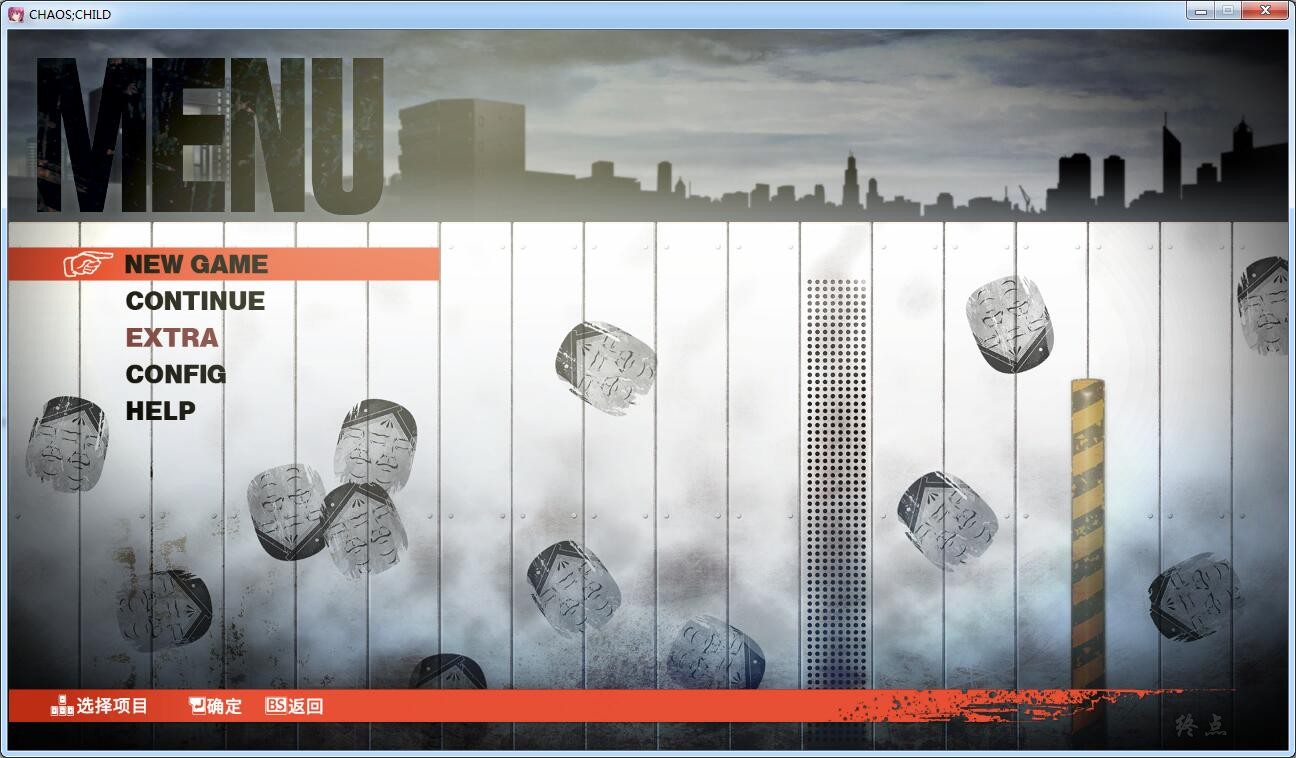 CHAOS;CHILD
MENU
NEW GAME
CONTINUE
EXTRA
CONFIG
HELP
选择项目 确定 BS返回
终点